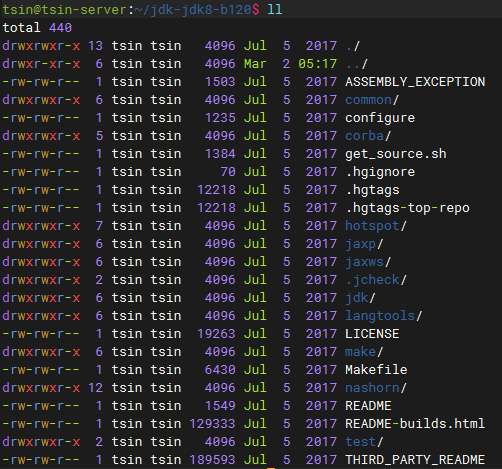 tsin@tsin-server:~/jdk-jdk8-b120$ ll
total 440
drwxrwxr-x 13 tsin tsin   4096 Jul  5  2017 ./
drwxr-xr-x  6 tsin tsin   4096 Mar  2 05:17 ../
-rw-rw-r--  1 tsin tsin   1503 Jul  5  2017 ASSEMBLY_EXCEPTION
drwxrwxr-x  6 tsin tsin   4096 Jul  5  2017 common/
-rw-rw-r--  1 tsin tsin   1235 Jul  5  2017 configure
drwxrwxr-x  5 tsin tsin   4096 Jul  5  2017 corba/
-rw-rw-r--  1 tsin tsin   1384 Jul  5  2017 get_source.sh
-rw-rw-r--  1 tsin tsin     70 Jul  5  2017 .hgignore
-rw-rw-r--  1 tsin tsin  12218 Jul  5  2017 .hgtags
-rw-rw-r--  1 tsin tsin  12218 Jul  5  2017 .hgtags-top-repo
drwxrwxr-x  7 tsin tsin   4096 Jul  5  2017 hotspot/
drwxrwxr-x  6 tsin tsin   4096 Jul  5  2017 jaxp/
drwxrwxr-x  6 tsin tsin   4096 Jul  5  2017 jaxws/
drwxrwxr-x  2 tsin tsin   4096 Jul  5  2017 .jcheck/
drwxrwxr-x  6 tsin tsin   4096 Jul  5  2017 jdk/
drwxrwxr-x  6 tsin tsin   4096 Jul  5  2017 langtools/
-rw-rw-r--  1 tsin tsin  19263 Jul  5  2017 LICENSE
drwxrwxr-x  6 tsin tsin   4096 Jul  5  2017 make/
-rw-rw-r--  1 tsin tsin   6430 Jul  5  2017 Makefile
drwxrwxr-x 12 tsin tsin   4096 Jul  5  2017 nashorn/
-rw-rw-r--  1 tsin tsin   1549 Jul  5  2017 README
-rw-rw-r--  1 tsin tsin 129333 Jul  5  2017 README-builds.html
drwxrwxr-x  2 tsin tsin   4096 Jul  5  2017 test/
-rw-rw-r--  1 tsin tsin 189593 Jul  5  2017 THIRD_PARTY_README